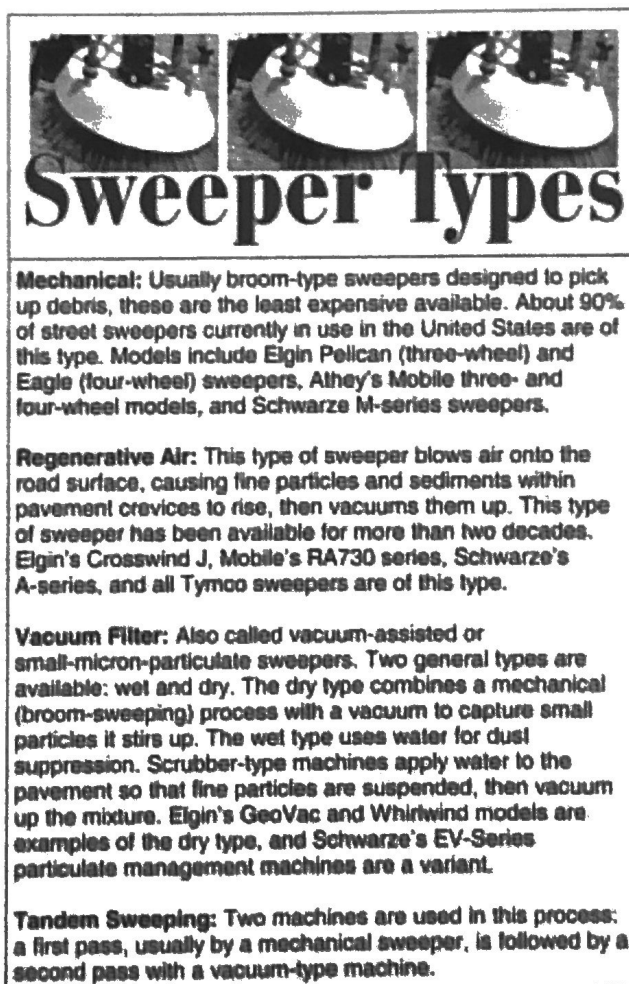 Sweeper Types
Mechanical: Usually broom-type sweepers designed to pick
up debris, these are the least expensive available. About 90%
of street sweepers currently in use in the United States are of
this type. Models include Elgin Pelican (three-wheel) and
Eagle (four-wheel) sweepers, Athey's Mobile three- and
four-wheel models, and Schwarze M-series sweepers.
Regenerative Air: This type of sweeper blows air onto the
road surface, causing fine particles and sediments within
pavement crevices to rise, then vacuums them up. This type
of sweeper has been available for more than two decades.
Elgin's Crosswind J, Mobile's RA730 series, Schwarze's
A-series, and all Tymco sweepers are of this type.
Vacuum Filter: Also called vacuum-assisted or
small-micron-particulate sweepers. Two general types are
available: wet and dry. The dry type combines a mechanical
(broom-sweeping) process with a vacuum to capture small
particles it stirs up. The wet type uses water for dust
suppression. Scrubber-type machines apply water to the
pavement so that fine particles are suspended, then vacuum
up the mixture. Elgin's GeoVac and Whirlwind models are
examples of the dry type, and Schwarze's EV-Series
particulate management machines are a variant.
Tandem Sweeping: Two machines are used in this process:
a first pass, usually by a mechanical sweeper, is followed by a
second pass with a vacuum-type machine.